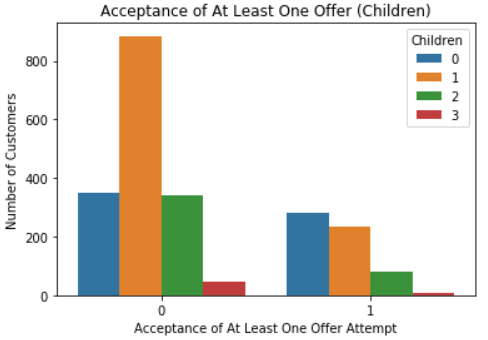 Acceptance of At Least One Offer (Children)
Number of Customers
800
600
400
200
0
Children
0
1
2
3
0
1
Acceptance of At Least One Offer Attempt